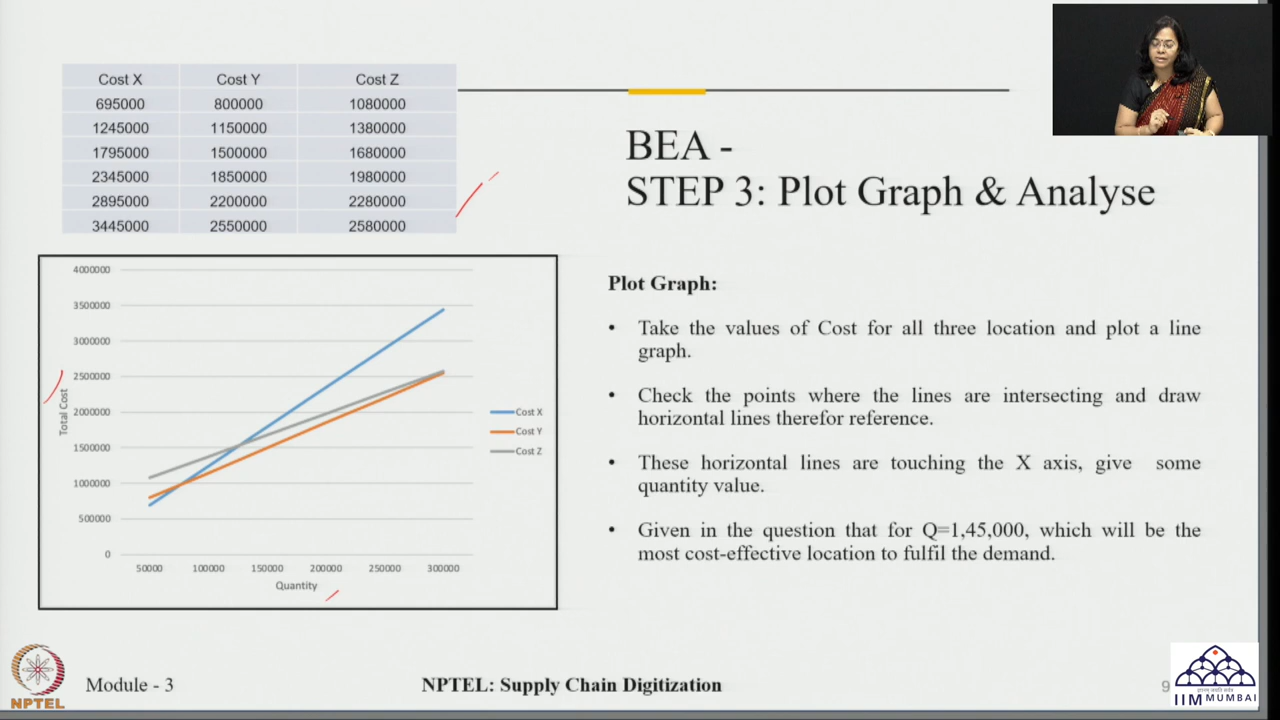 Cost X Cost Y Cost Z
695000 800000 1080000
1245000 1150000 1380000
1795000 1500000 1680000
2345000 1850000 1980000
2895000 2200000 2280000
3445000 2550000 2580000
BEA -
STEP 3: Plot Graph & Analyse
4000000
3500000
3000000
2500000
2000000
1500000
1000000
500000
0
Total Cost
50000 100000 150000 200000 250000 300000
Quantity
Cost X
Cost Y
Cost Z
Plot Graph:
• Take the values of Cost for all three location and plot a line
graph.
• Check the points where the lines are intersecting and draw
horizontal lines therefor reference.
• These horizontal lines are touching the X axis, give some
quantity value.
• Given in the question that for Q=1,45,000, which will be the
most cost-effective location to fulfil the demand.
NPTEL
Module - 3
NPTEL: Supply Chain Digitization
9
IIM MUMBAI